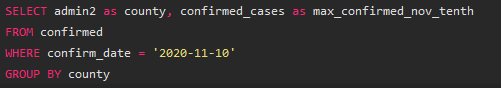 SELECT admin2 as county, confirmed_cases as max_confirmed_nov_tenth
FROM confirmed
WHERE confirm_date = '2020-11-10'
GROUP BY county